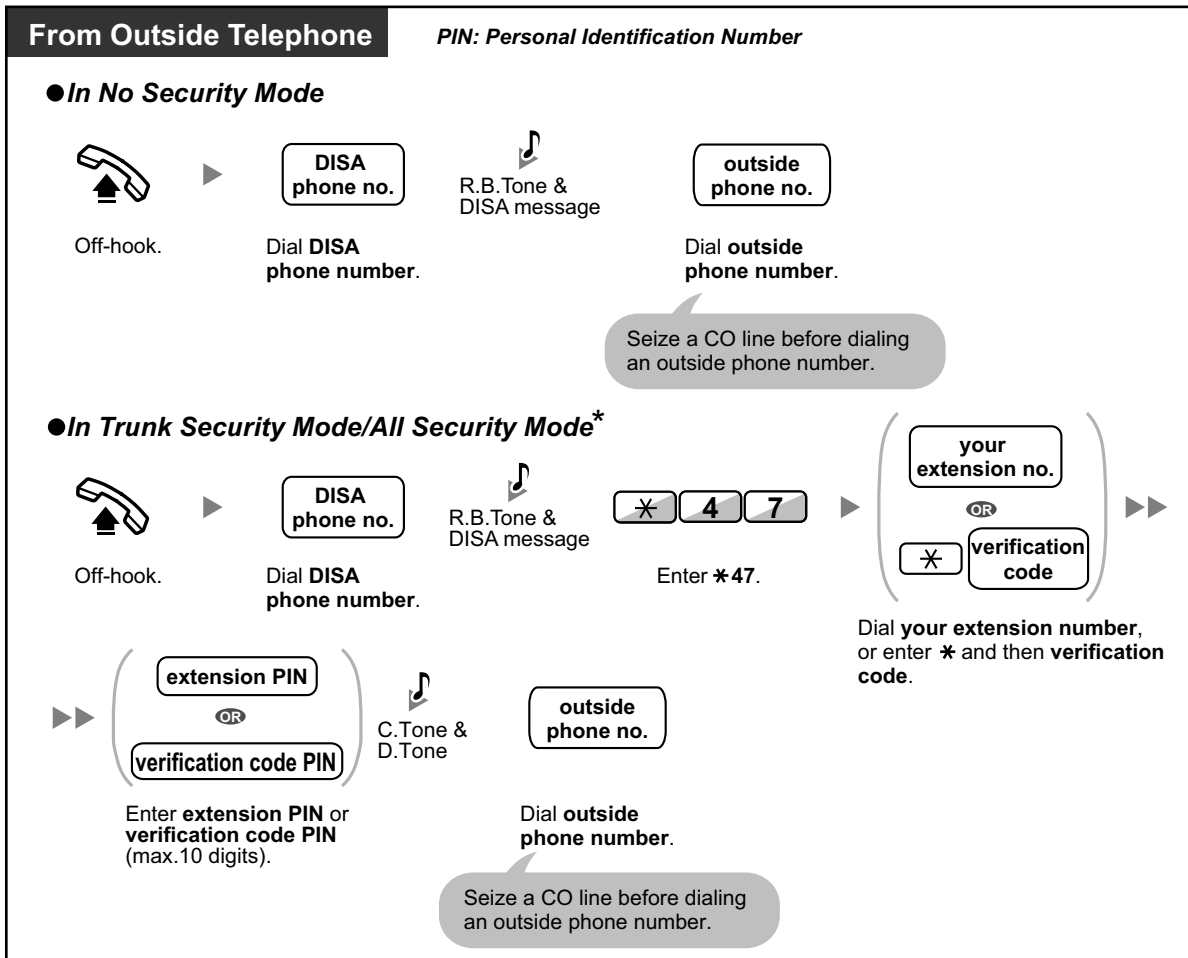 From Outside Telephone
PIN: Personal Identification Number
●In No Security Mode
DISA
phone no.
R.B.Tone &
DISA message
outside
phone no.
Off-hook.
Dial DISA
phone number.
Dial outside
phone number.
Seize a CO line before dialing
an outside phone number.
●In Trunk Security Mode/All Security Mode*
DISA
phone no.
R.B.Tone &
DISA message
* 4 7
your
extension no.
OR
* verification
code
Off-hook.
Dial DISA
phone number.
Enter *47.
Dial your extension number,
or enter * and then verification
code.
extension PIN
OR
verification code PIN
C.Tone &
D.Tone
outside
phone no.
Enter extension PIN or
verification code PIN
(max.10 digits).
Dial outside
phone number.
Seize a CO line before dialing
an outside phone number.